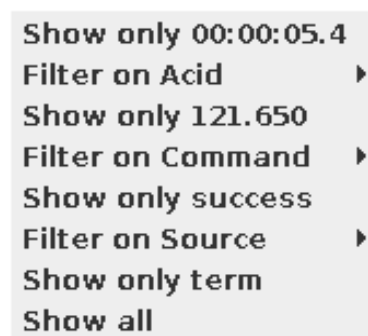 Show only 00:00:05.4
Filter on Acid
Show only 121.650
Filter on Command
Show only success
Filter on Source
Show only term
Show all